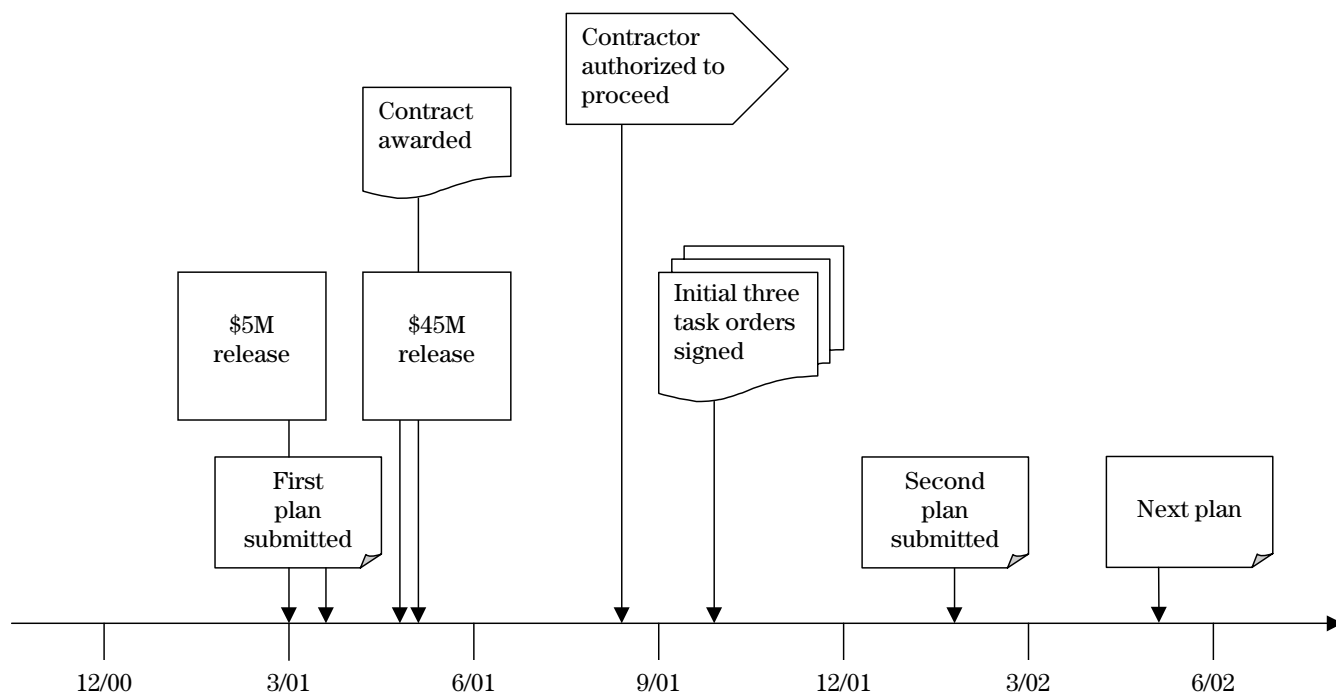 Contractor
authorized to
proceed
Contract
awarded
$5M
release
$45M
release
Initial three
task orders
signed
First
plan
submitted
Second
plan
submitted
Next plan
12/00
3/01
6/01
9/01
12/01
3/02
6/02